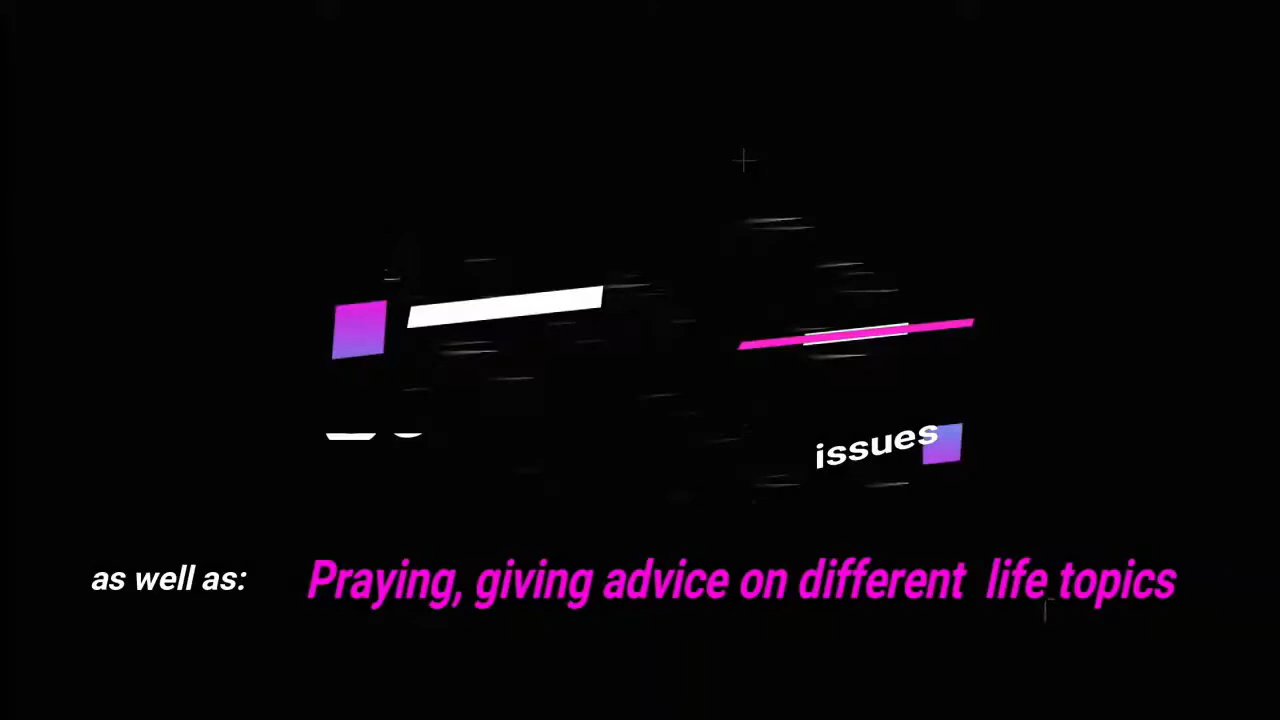 issues
as well as: Praying, giving advice on different life topics